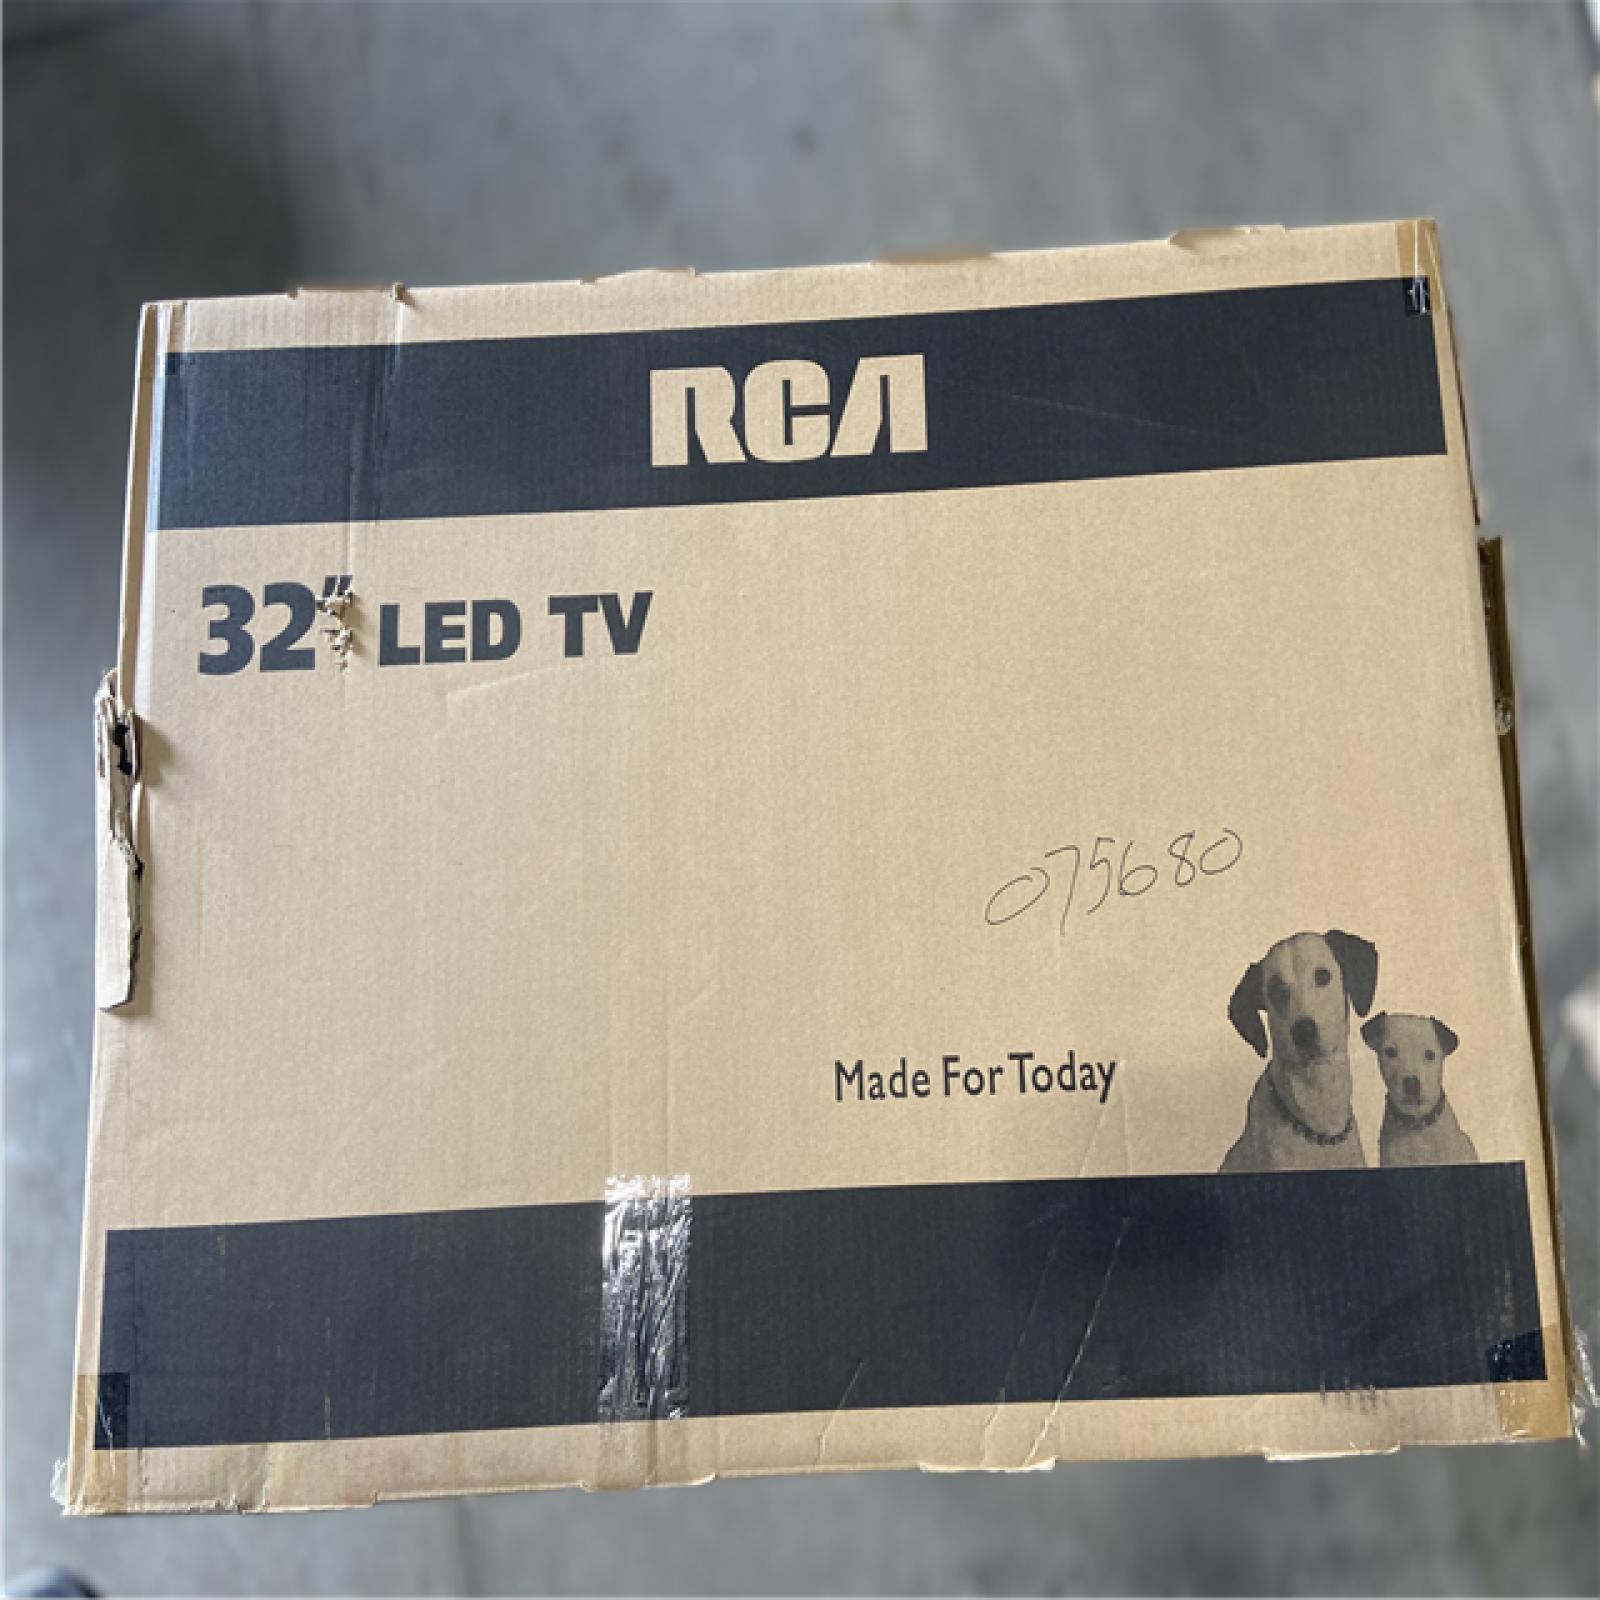 RCA
32" LED TV
075680
Made For Today